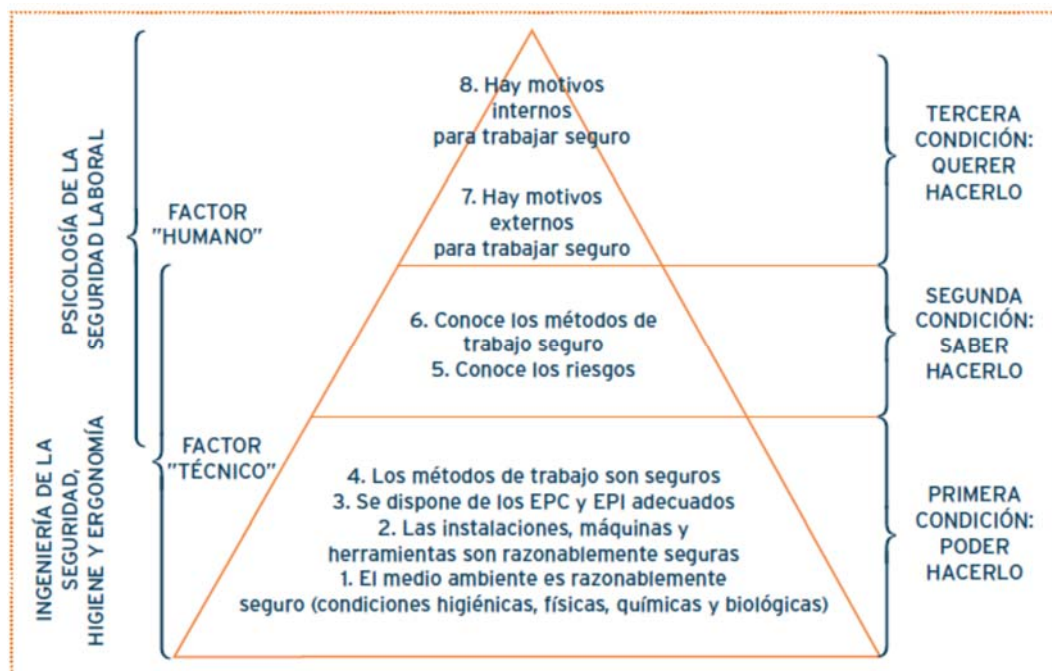 PSICOLOGÍA DE LA
SEGURIDAD LABORAL
FACTOR
"HUMANO"
INGENIERÍA DE LA
SEGURIDAD,
HIGIENE Y ERGONOMÍA
FACTOR
"TÉCNICO"
8. Hay motivos
internos
para trabajar seguro
7. Hay motivos
externos
para trabajar seguro
6. Conoce los métodos de
trabajo seguro
5. Conoce los riesgos
4. Los métodos de trabajo son seguros
3. Se dispone de los EPC y EPI adecuados
2. Las instalaciones, máquinas y
herramientas son razonablemente seguras
1. El medio ambiente es razonablemente
seguro (condiciones higiénicas, físicas, químicas y biológicas)
TERCERA
CONDICIÓN:
QUERER
HACERLO
SEGUNDA
CONDICIÓN:
SABER
HACERLO
PRIMERA
CONDICIÓN:
PODER
HACERLO